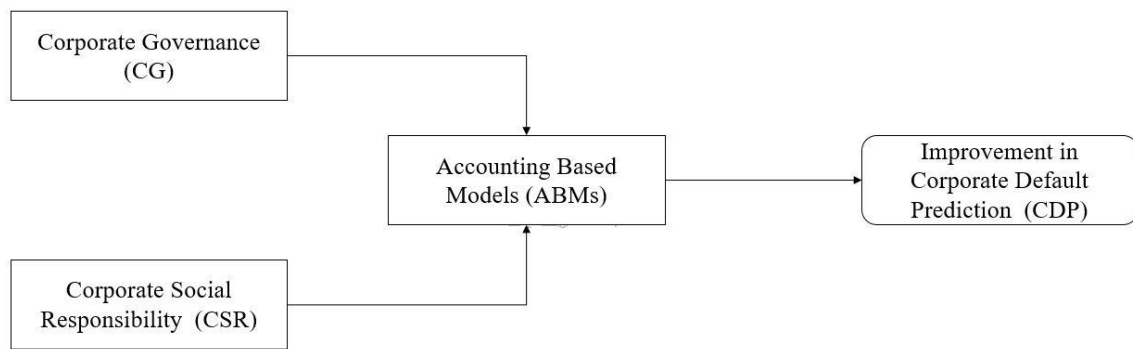 Corporate Governance
(CG)
Accounting Based
Models (ABMs)
Improvement in
Corporate Default
Prediction (CDP)
Corporate Social
Responsibility (CSR)